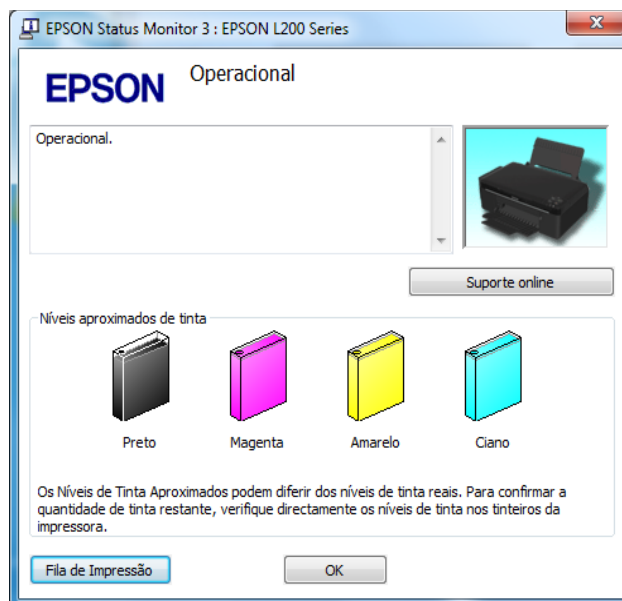 EPSON Status Monitor 3 : EPSON L200 Series
EPSON
Operacional
Operacional.
Suporte online
Níveis aproximados de tinta
Preto
Magenta
Amarelo
Ciano
Os Níveis de Tinta Aproximados podem diferir dos níveis de tinta reais. Para confirmar a
quantidade de tinta restante, verifique directamente os níveis de tinta nos tinteiros da
impressora.
Fila de Impressão
OK